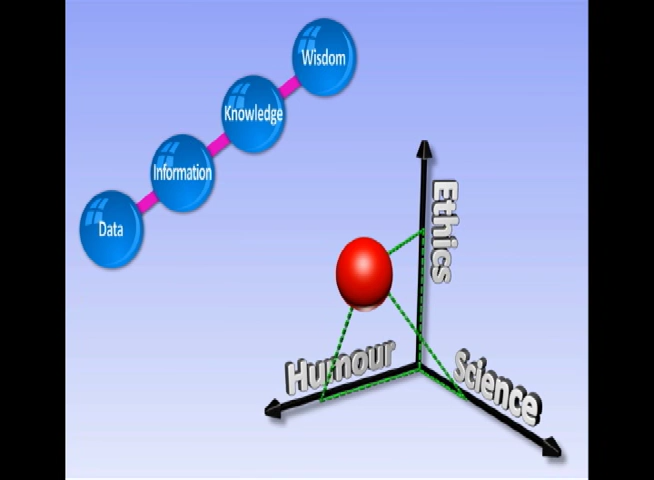 Wisdom
Knowledge
Information
Data
Ethics
Humour
Science